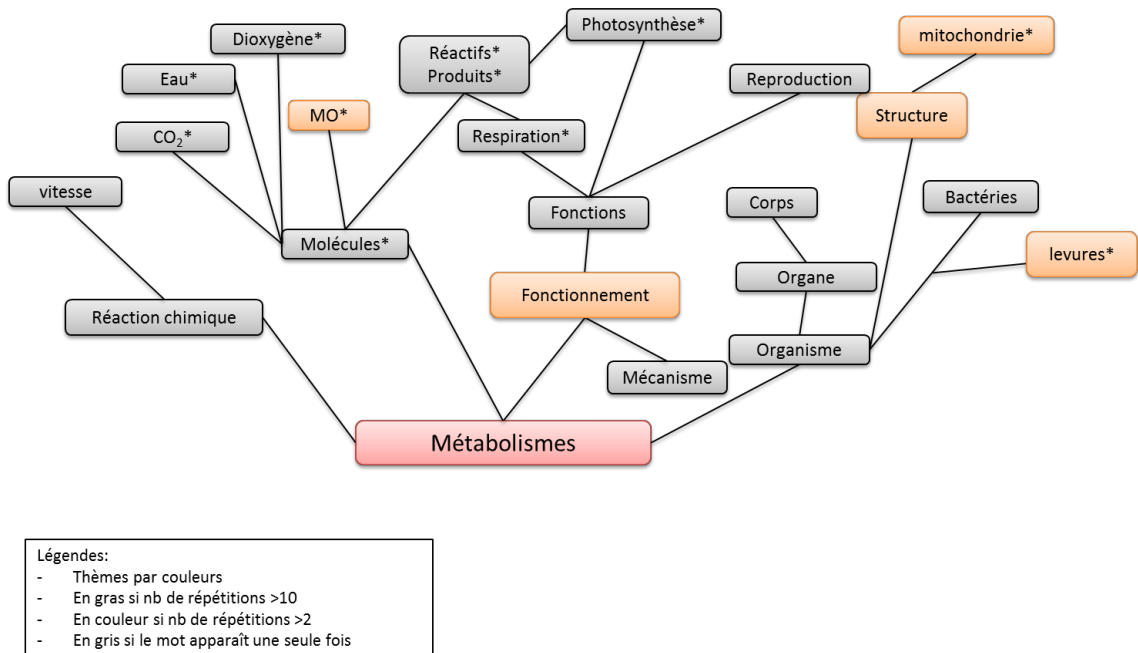 Photosynthèse*
mitochondrie*
Dioxygène*
Réactifs*
Produits*
Eau*
Reproduction
MO*
Structure
CO₂*
Respiration*
vitesse
Bactéries
Corps
Fonctions
Molécules*
levures*
Organe
Fonctionnement
Réaction chimique
Organisme
Mécanisme
Métabolismes
Légendes:
- Thèmes par couleurs
- En gras si nb de répétitions >10
- En couleur si nb de répétitions >2
- En gris si le mot apparaît une seule fois